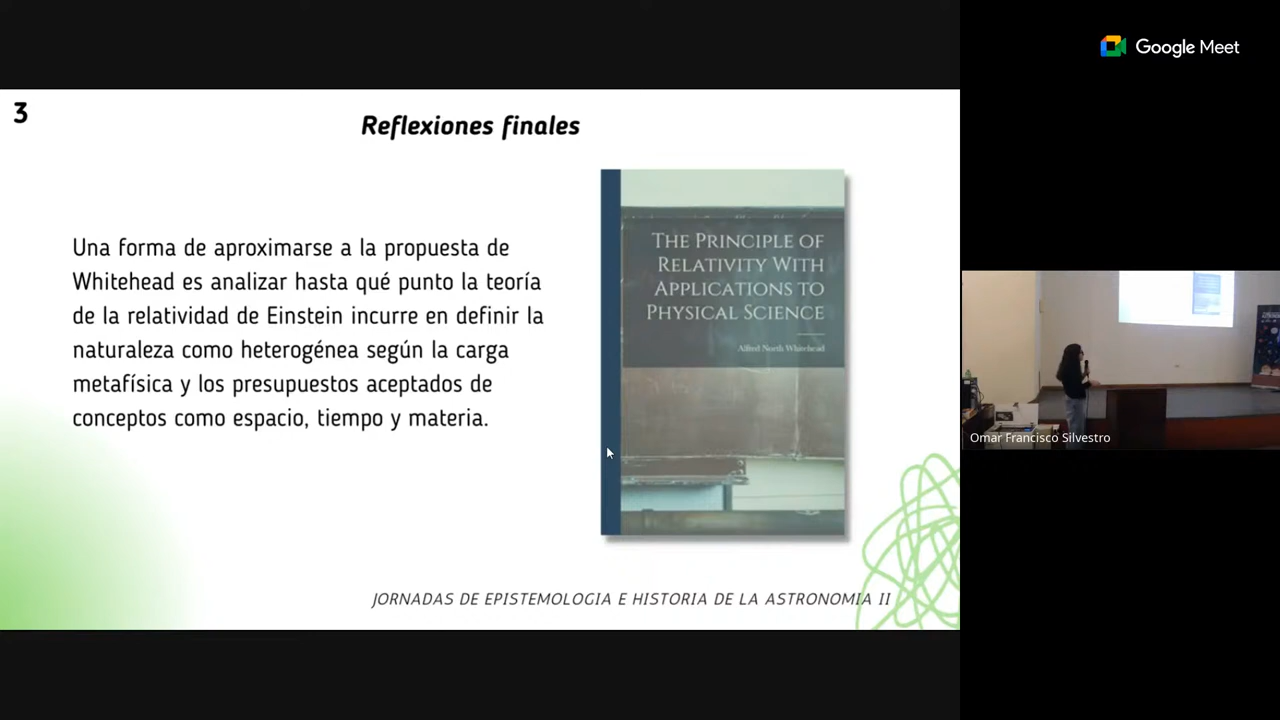 Google Meet
3
Reflexiones finales
Una forma de aproximarse a la propuesta de
Whitehead es analizar hasta qué punto la teoría
de la relatividad de Einstein incurre en definir la
naturaleza como heterogénea según la carga
metafísica y los presupuestos aceptados de
conceptos como espacio, tiempo y materia.
THE PRINCIPLE OF
RELATIVITY WITH
APPLICATIONS TO
PHYSICAL SCIENCE
Alfred North Whitehead
JORNADAS DE EPISTEMOLOGIA E HISTORIA DE LA ASTRONOMIA II
Omar Francisco Silvestro